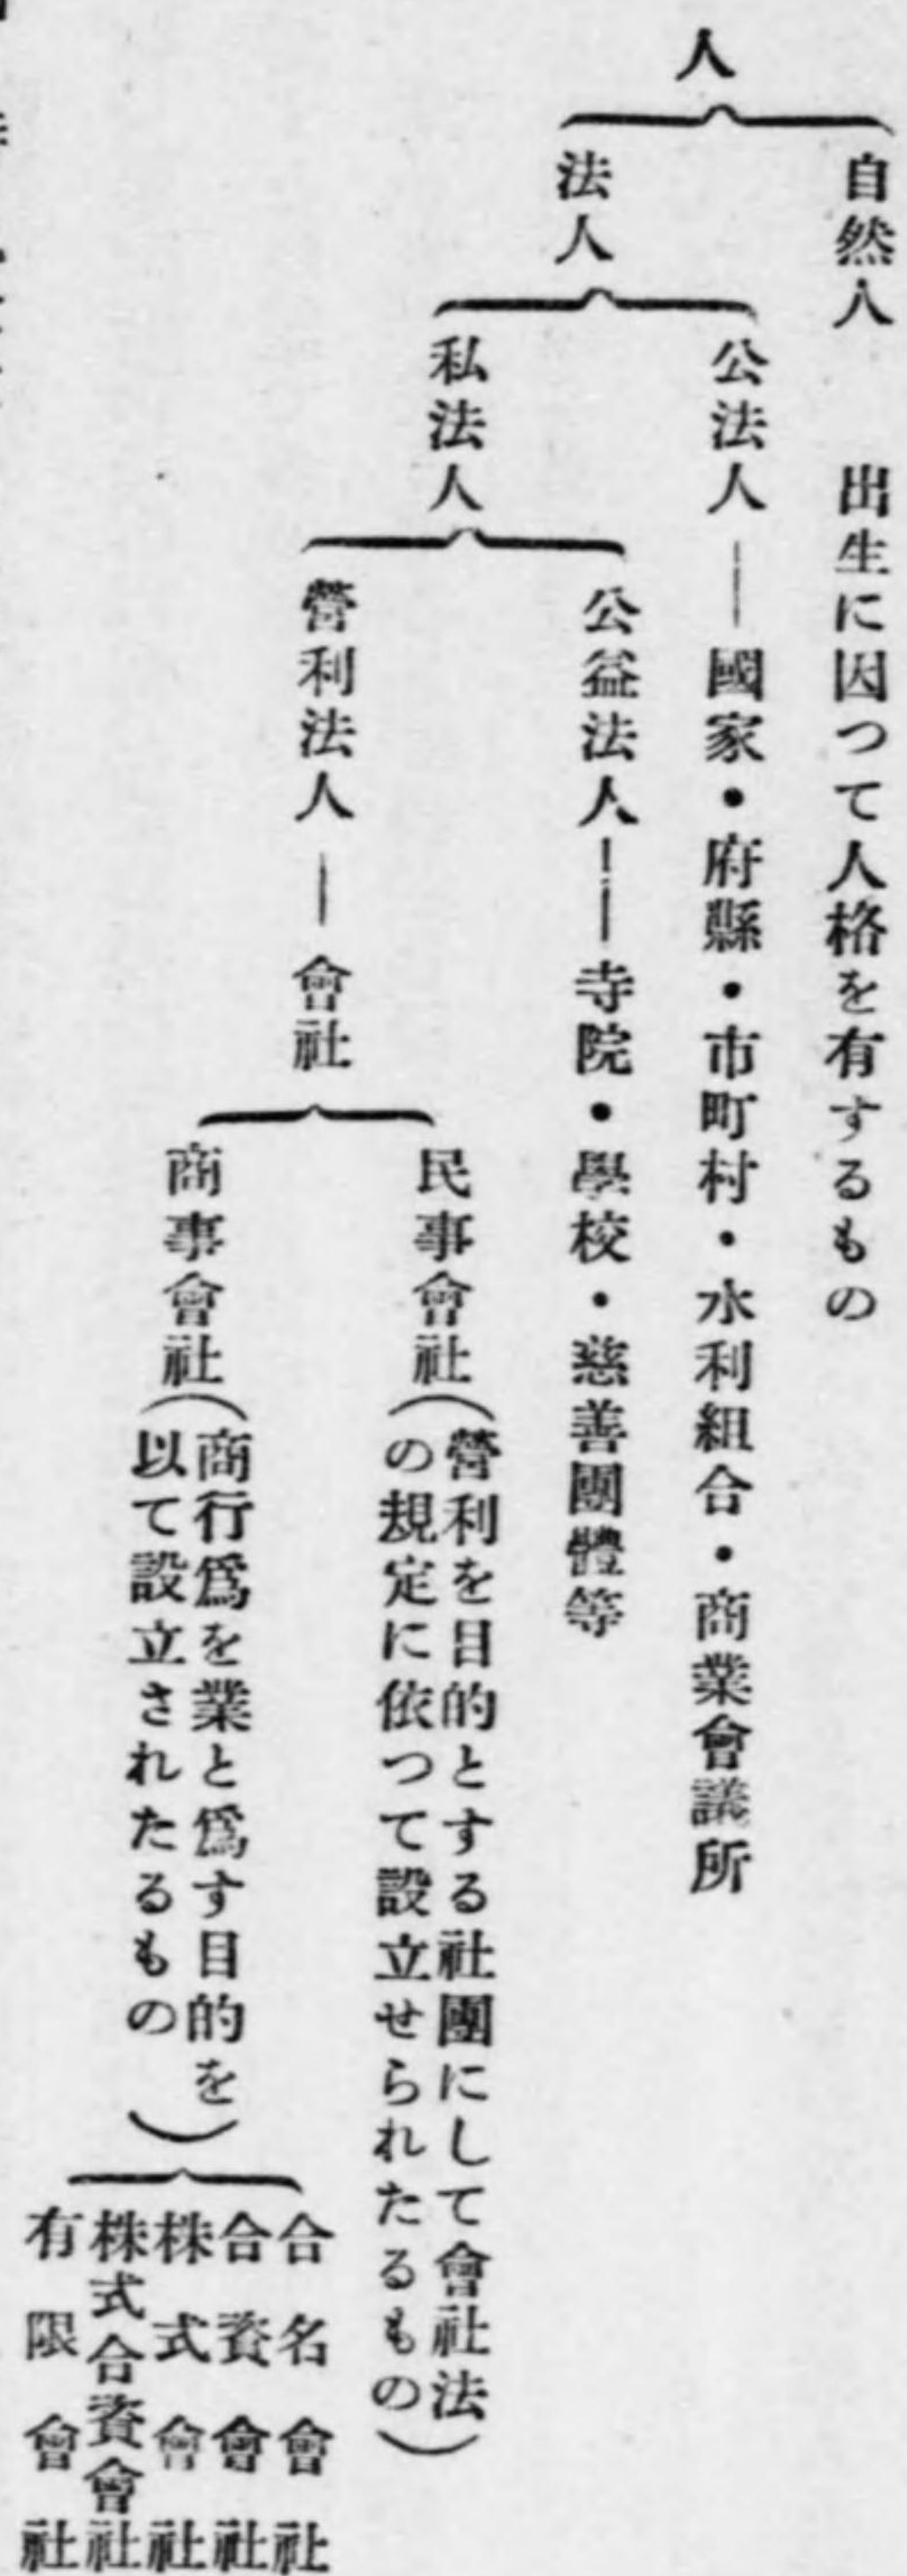 人
自然人　出生に因つて人格を有するもの
法人
公法人―國家・府縣・市町村・水利組合・商業會議所
私法人
公益法人―寺院・學校・慈善團體等
營利法人―會社
民事會社(營利を目的とする社團にして會社法
の規定に依つて設立せられたるもの)
商事會社(商行爲を業と爲す目的を
以て設立されたるもの)
合名會社
合資會社
株式會社
株式合資會社
有限會社